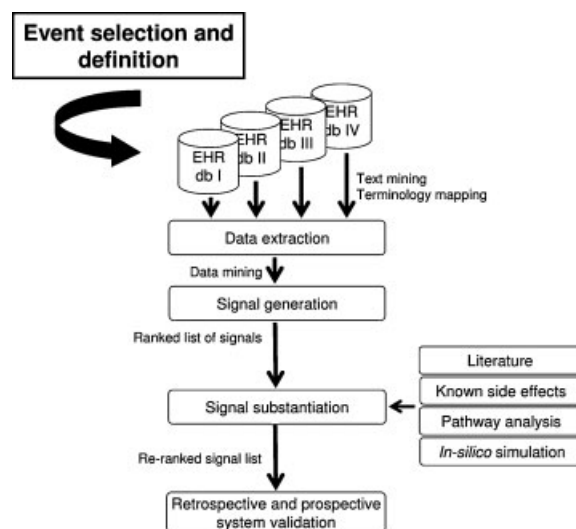 Event selection and
definition
EHR
db I
EHR
db II
EHR
db III
EHR
db IV
Text mining
Terminology mapping
Data extraction
Data mining
Signal generation
Ranked list of signals
Literature
Known side effects
Signal substantiation
Pathway analysis
In-silico simulation
Re-ranked signal list
Retrospective and prospective
system validation